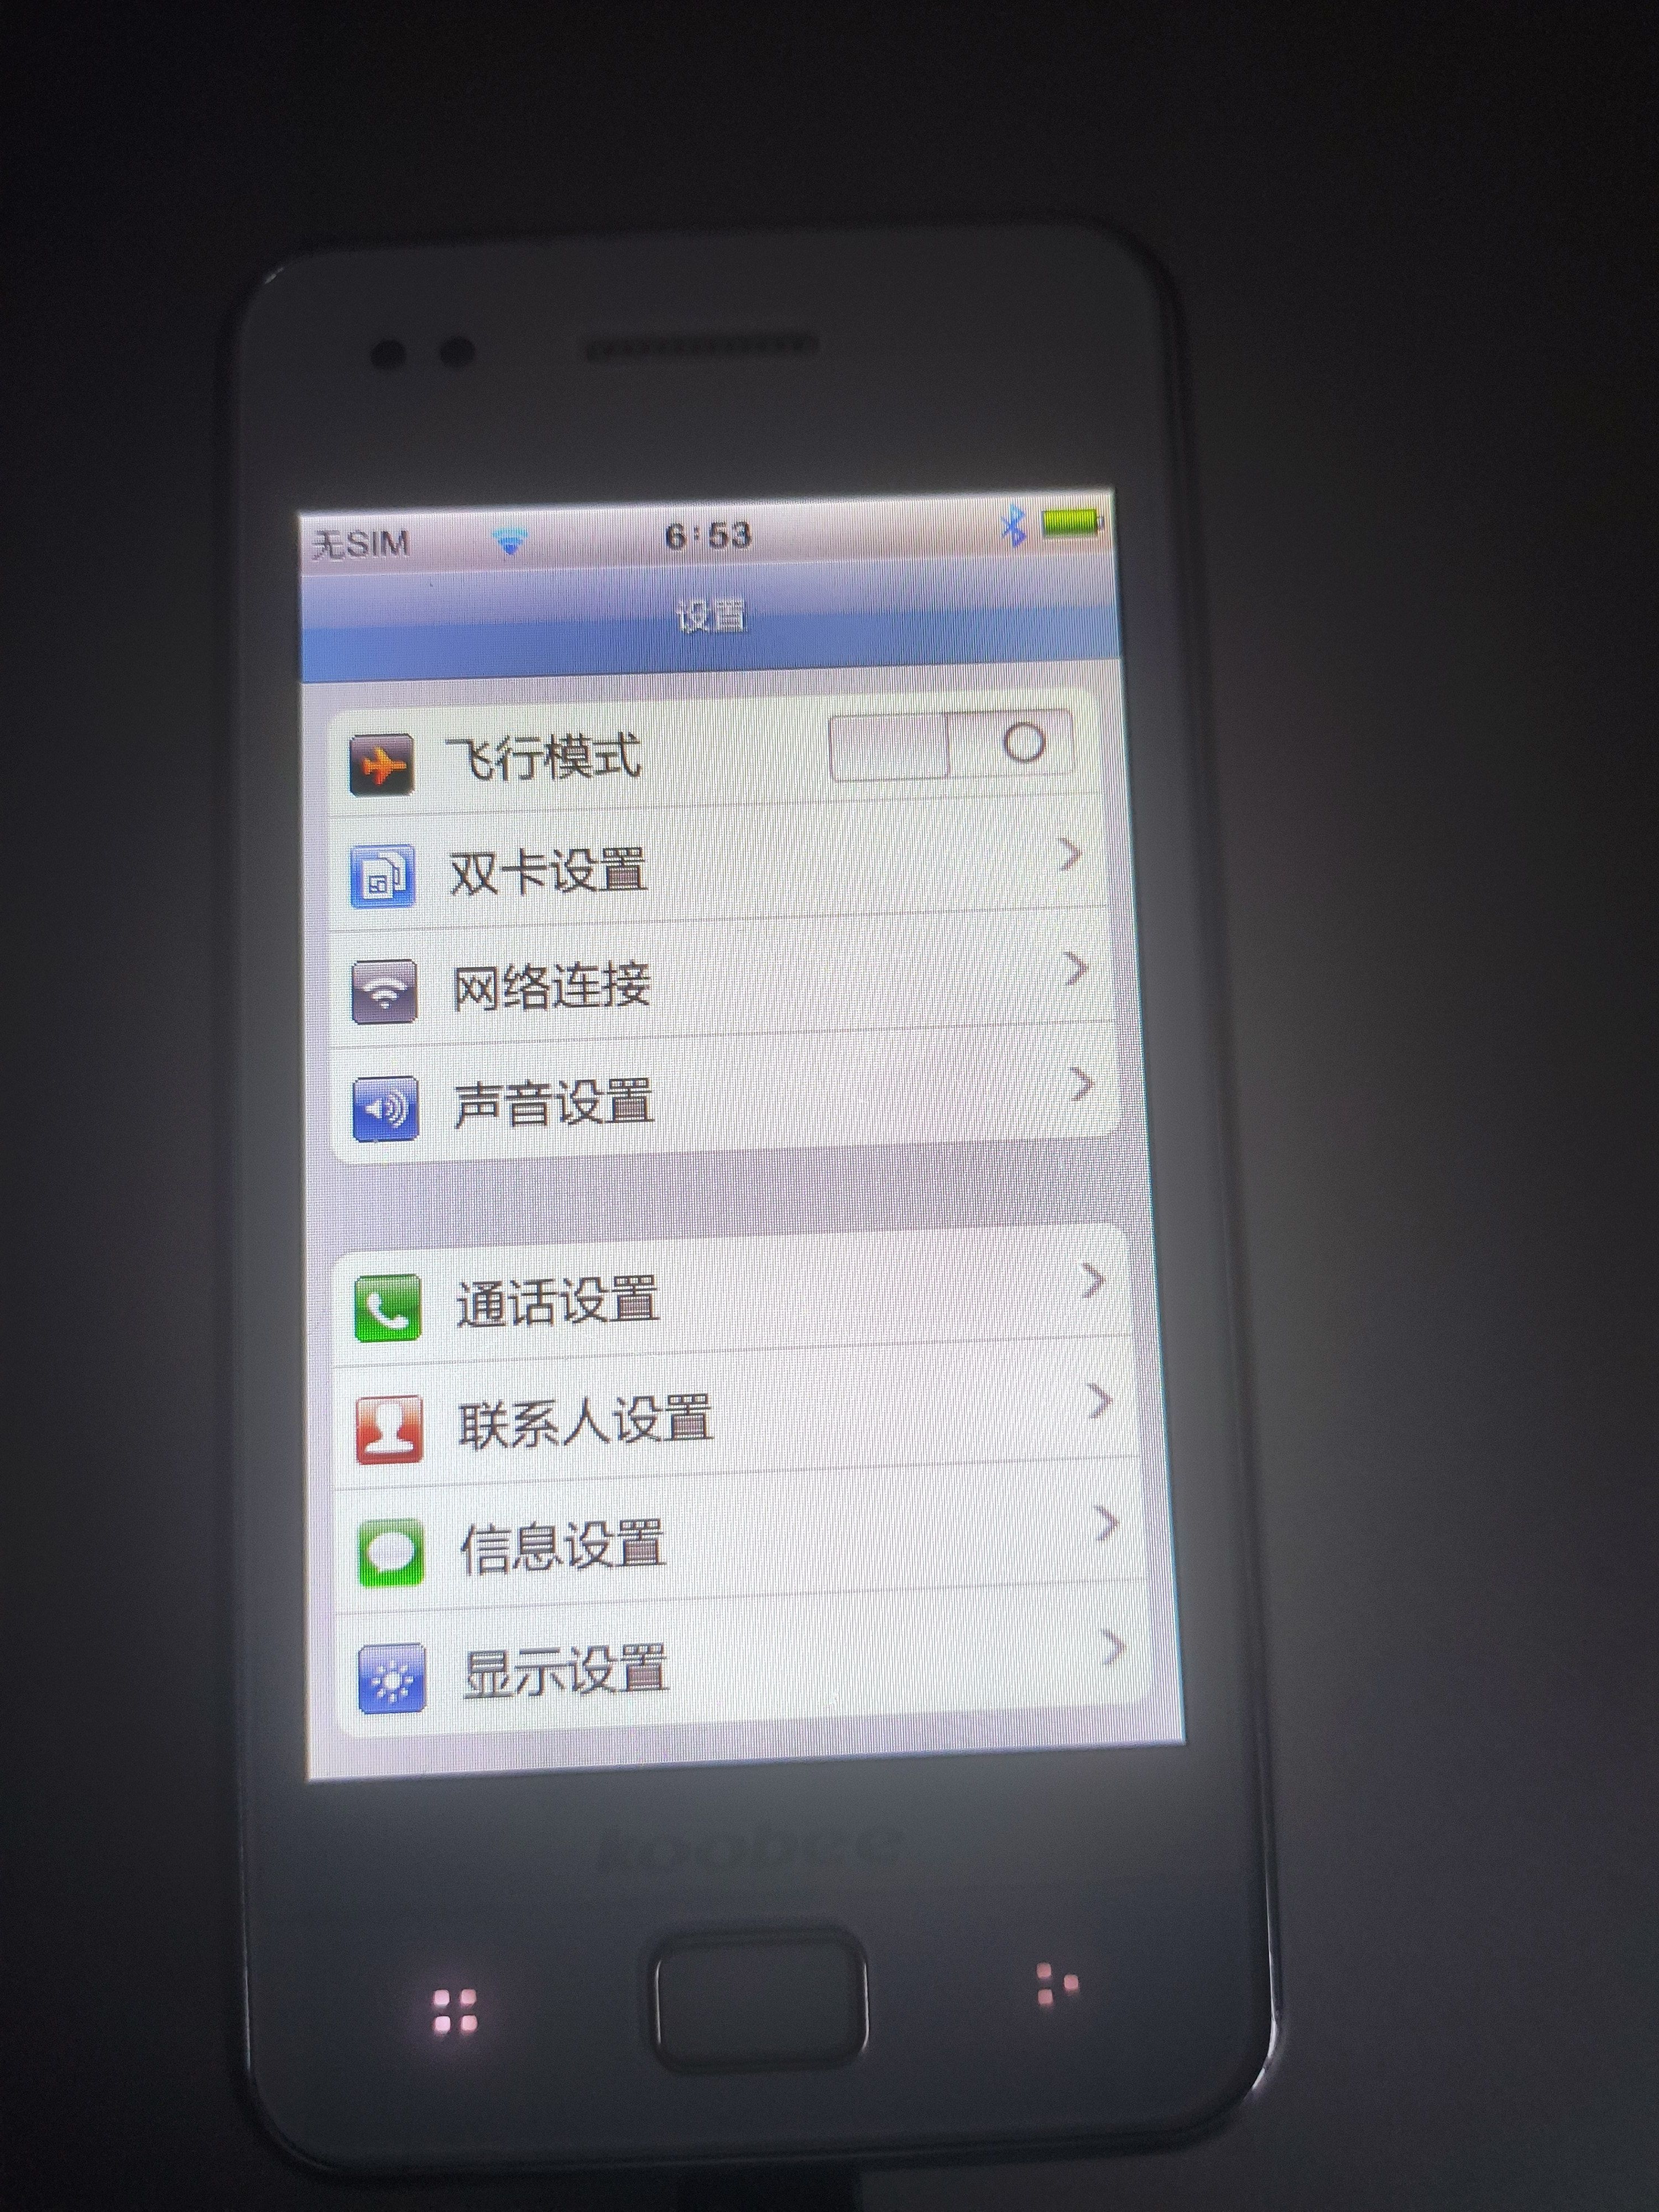 无SIM 6:53
设置
飞行模式
双卡设置
网络连接
声音设置
通话设置
联系人设置
信息设置
显示设置
koobee